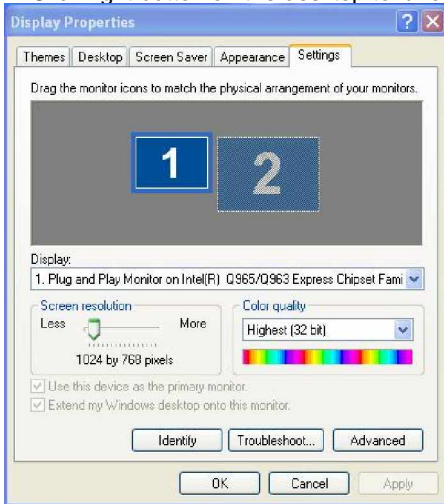 Display Properties
Themes Desktop Screen Saver Appearance Settings
Drag the monitor icons to match the physical arrangement of your monitors.
1 2
Display:
1. Plug and Play Monitor on Intel(R) Q965/Q963 Express Chipset Fami
Screen resolution Color quality
Less More Highest (32 bit)
1024 by 768 pixels
Use this device as the primary monitor.
Extend my Windows desktop onto this monitor.
Identify Troubleshoot... Advanced
OK Cancel Apply